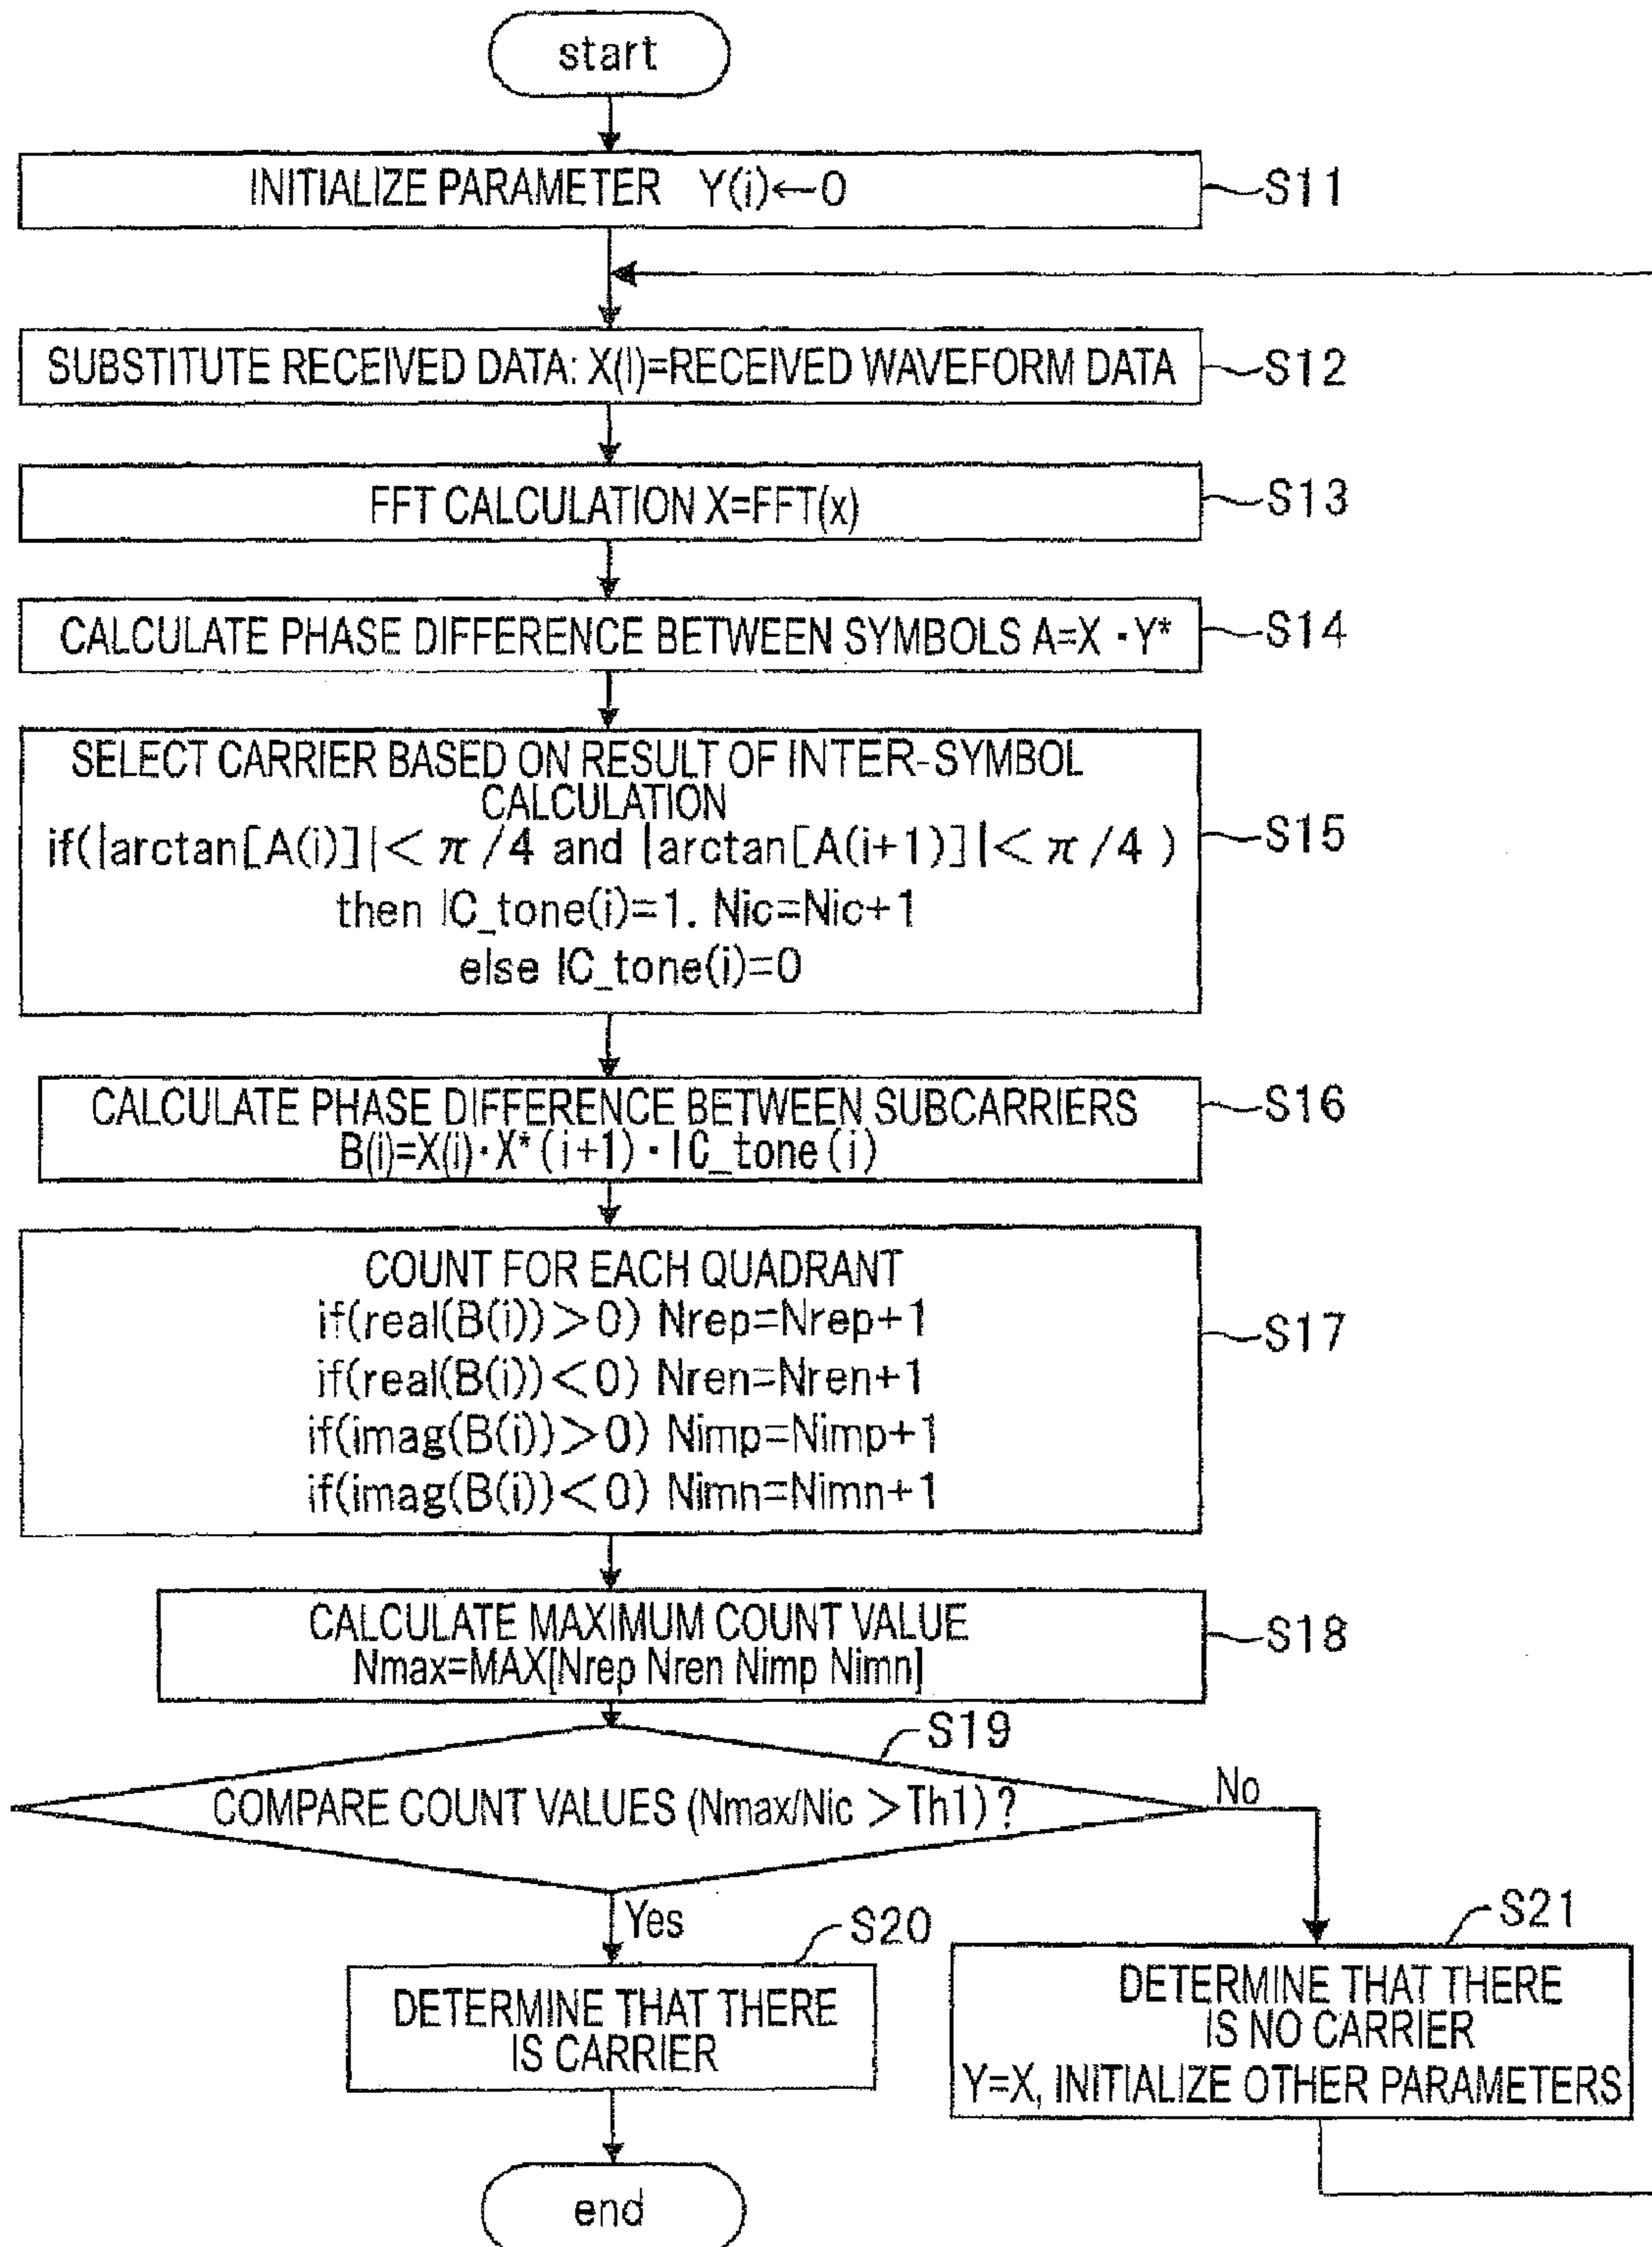 start
INITIALIZE PARAMETER Y(i)←0
S11
SUBSTITUTE RECEIVED DATA: X(I)=RECEIVED WAVEFORM DATA
S12
FFT CALCULATION X=FFT(x)
S13
CALCULATE PHASE DIFFERENCE BETWEEN SYMBOLS A=X・Y*
S14
SELECT CARRIER BASED ON RESULT OF INTER-SYMBOL
CALCULATION
if(|arctan[A(i)]|<π/4 and |arctan[A(i+1)]|<π/4 )
then IC_tone(i)=1. Nic=Nic+1
else IC_tone(i)=0
S15
CALCULATE PHASE DIFFERENCE BETWEEN SUBCARRIERS
B(i)=X(i)・X*(i+1)・IC_tone(i)
S16
COUNT FOR EACH QUADRANT
if(real(B(i))>0) Nrep=Nrep+1
if(real(B(i))<0) Nren=Nren+1
if(imag(B(i))>0) Nimp=Nimp+1
if(imag(B(i))<0) Nimn=Nimn+1
S17
CALCULATE MAXIMUM COUNT VALUE
Nmax=MAX[Nrep Nren Nimp Nimn]
S18
S19
COMPARE COUNT VALUES (Nmax/Nic >Th1)?
No
Yes
S20
DETERMINE THAT THERE
IS CARRIER
S21
DETERMINE THAT THERE
IS NO CARRIER
Y=X, INITIALIZE OTHER PARAMETERS
end